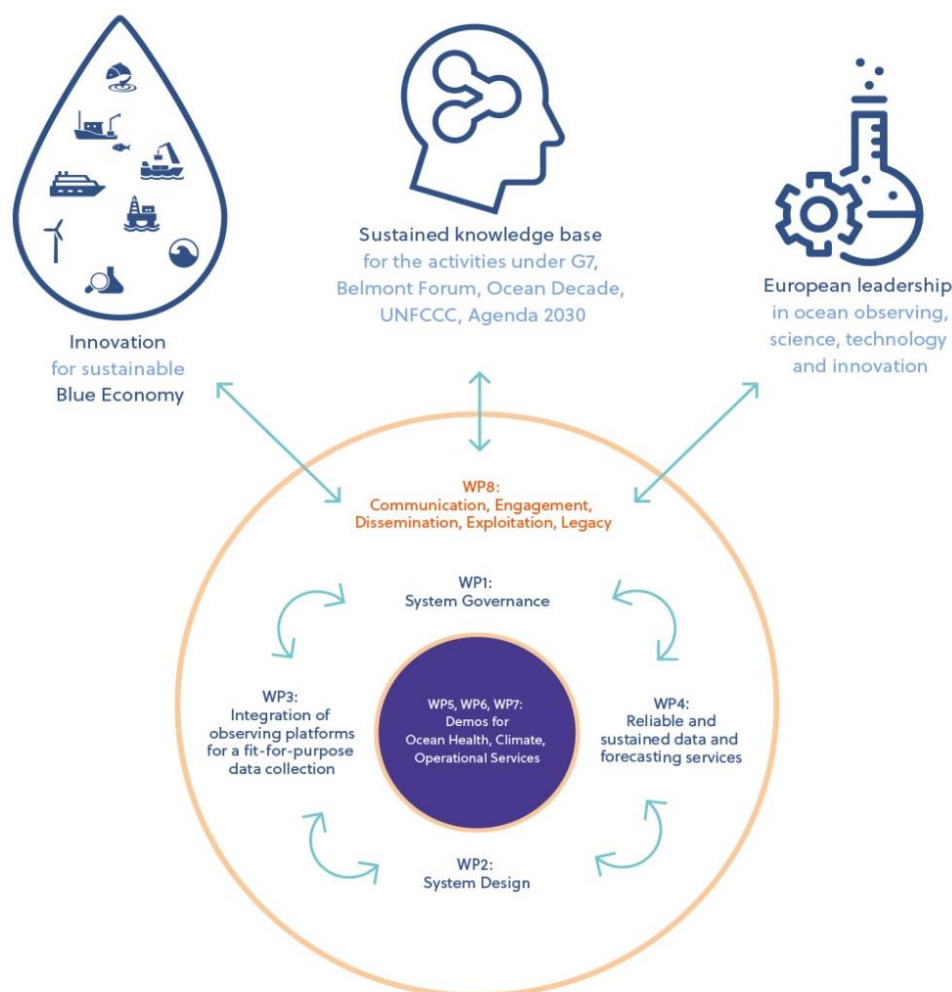 Innovation
for sustainable
Blue Economy
Sustained knowledge base
for the activities under G7,
Belmont Forum, Ocean Decade,
UNFCCC, Agenda 2030
European leadership
in ocean observing,
science, technology
and innovation
WP8:
Communication, Engagement,
Dissemination, Exploitation, Legacy
WP1:
System Governance
WP3:
Integration of
observing platforms
for a fit-for-purpose
data collection
WP5, WP6, WP7:
Demos for
Ocean Health, Climate,
Operational Services
WP4:
Reliable and
sustained data and
forecasting services
WP2:
System Design